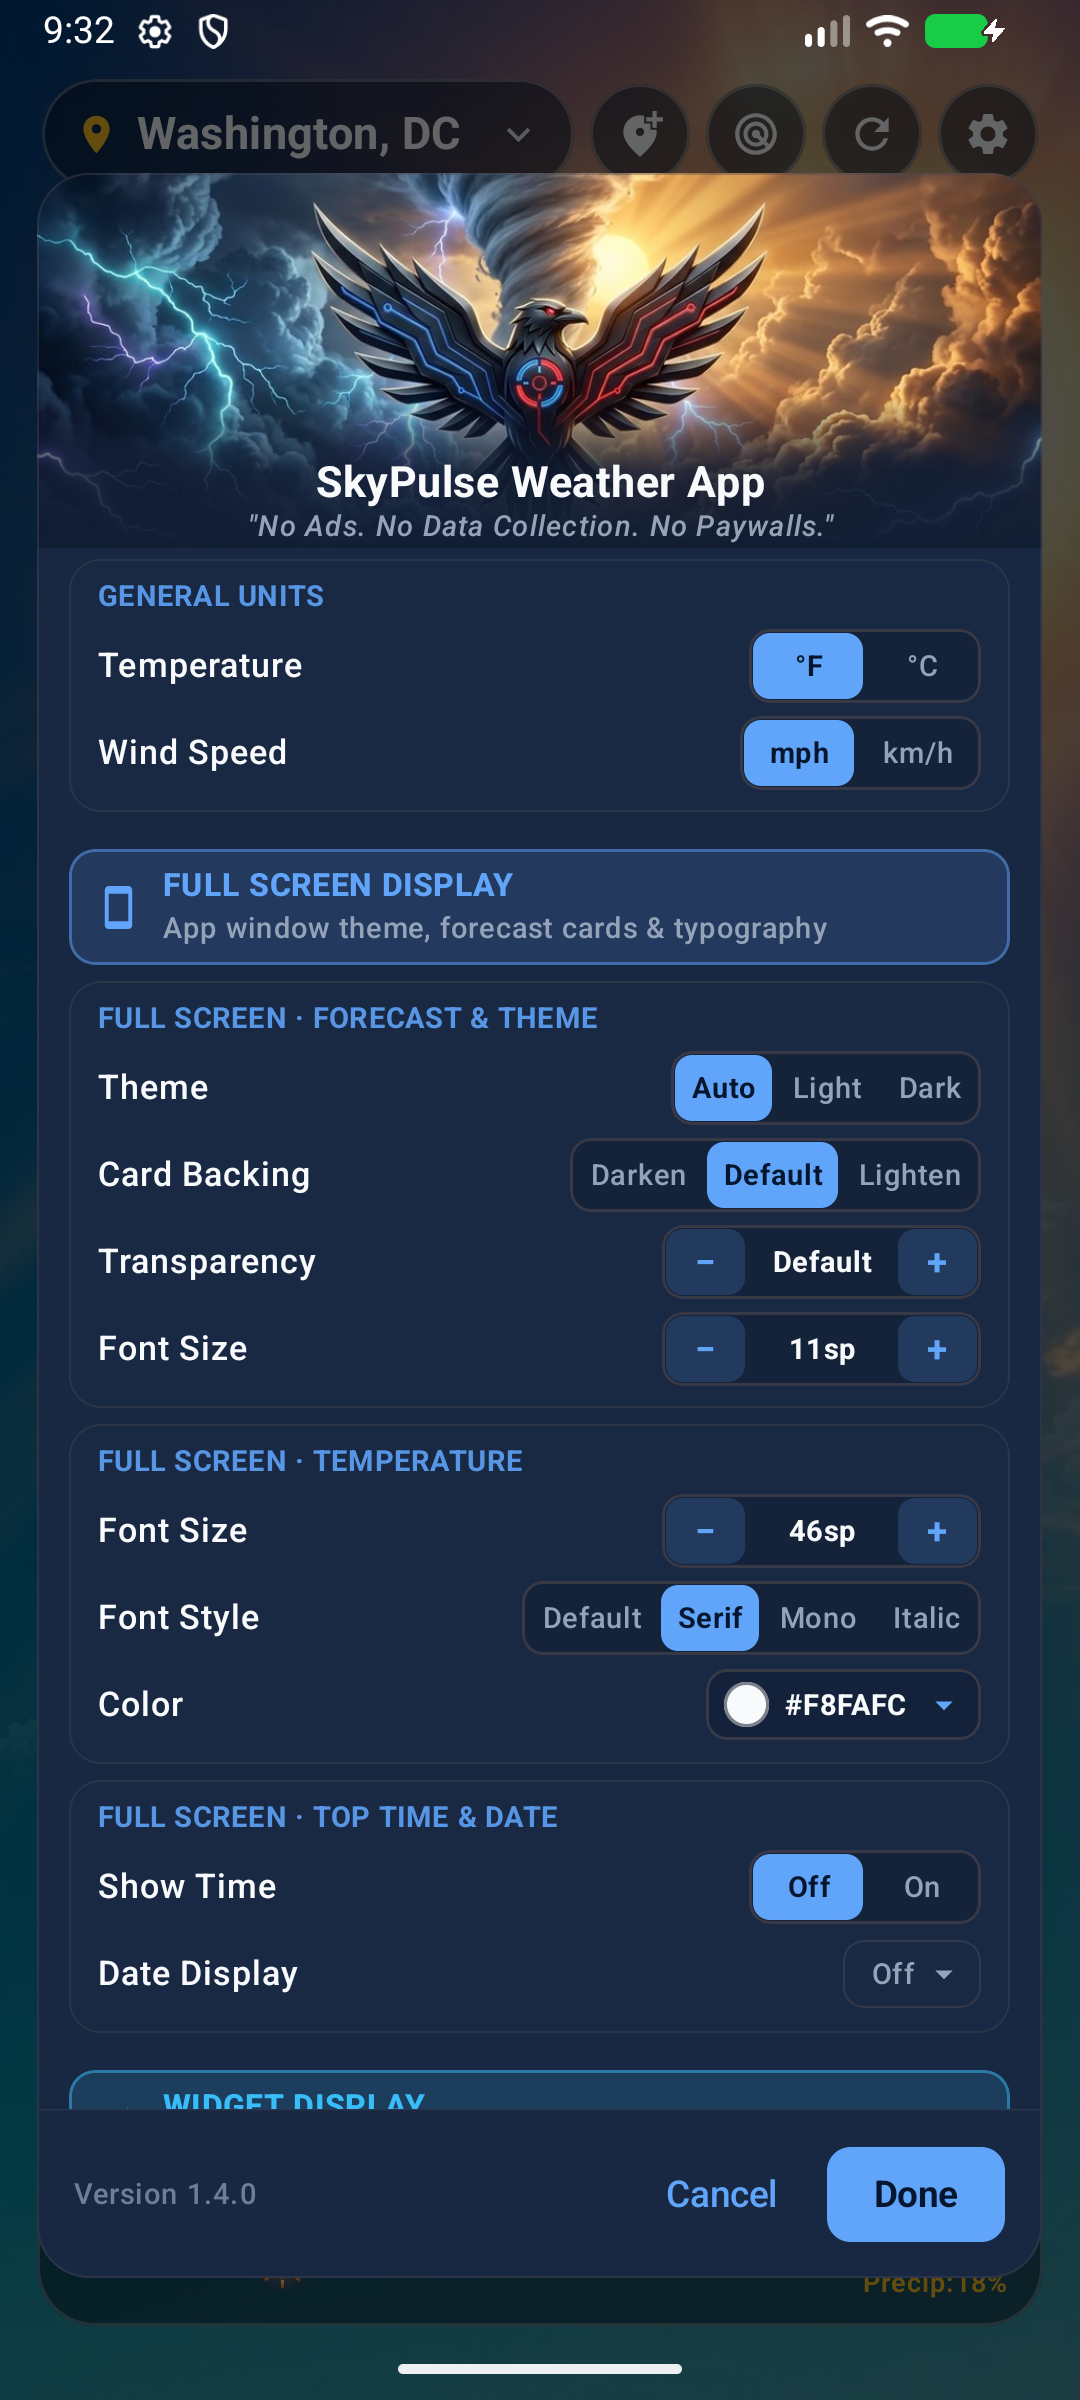 9:32
Washington, DC
SkyPulse Weather App
"No Ads. No Data Collection. No Paywalls."
GENERAL UNITS
Temperature °F °C
Wind Speed mph km/h
FULL SCREEN DISPLAY
App window theme, forecast cards & typography
FULL SCREEN · FORECAST & THEME
Theme Auto Light Dark
Card Backing Darken Default Lighten
Transparency − Default +
Font Size − 11sp +
FULL SCREEN · TEMPERATURE
Font Size − 46sp +
Font Style Default Serif Mono Italic
Color #F8FAFC
FULL SCREEN · TOP TIME & DATE
Show Time Off On
Date Display Off
WIDGET DISPLAY
Version 1.4.0 Cancel Done
Precip:18%